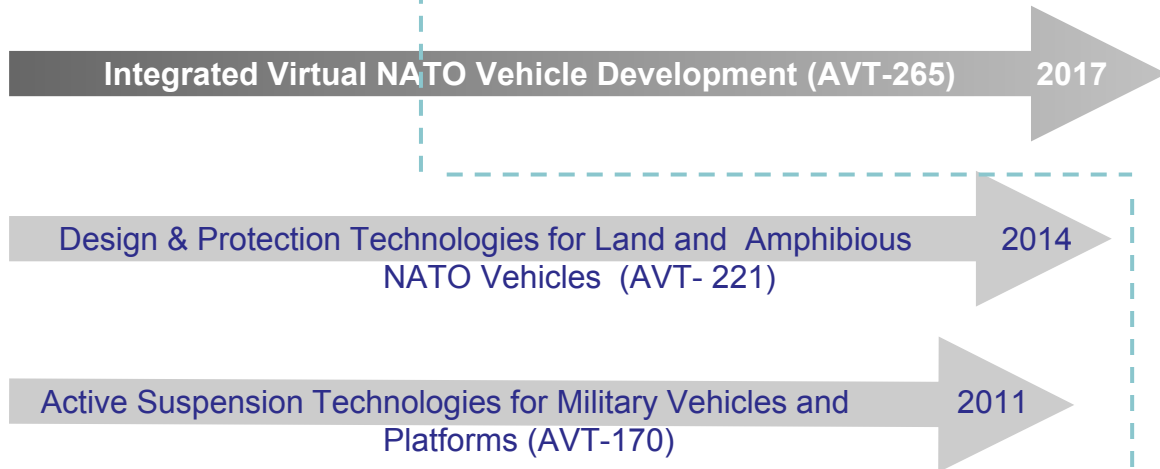 Integrated Virtual NATO Vehicle Development (AVT-265) 2017
Design & Protection Technologies for Land and Amphibious 2014
NATO Vehicles (AVT- 221)
Active Suspension Technologies for Military Vehicles and 2011
Platforms (AVT-170)